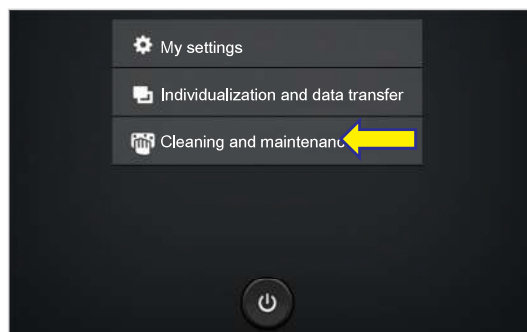 My settings
Individualization and data transfer
Cleaning and maintenanc